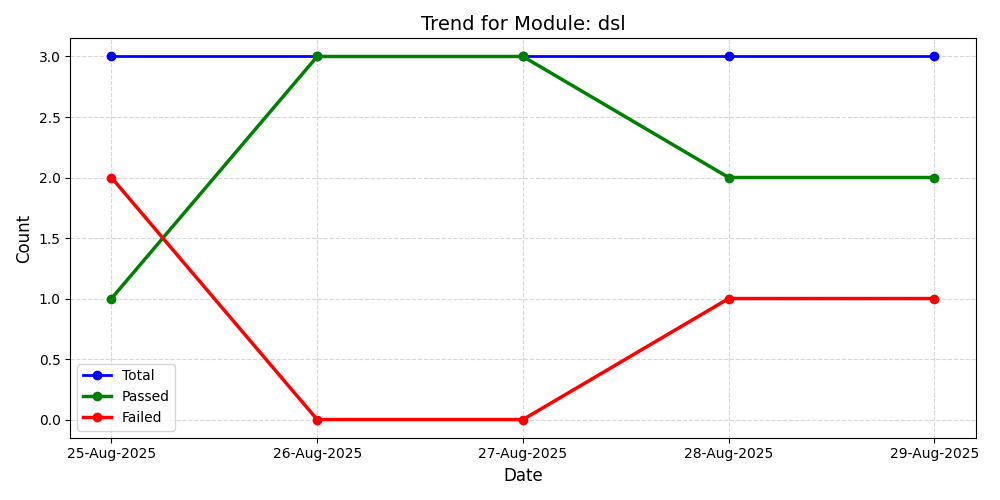 Trend for Module: dsl
Count
3.0
2.5
2.0
1.5
1.0
0.5
0.0
Total
Passed
Failed
25-Aug-2025 26-Aug-2025 27-Aug-2025 28-Aug-2025 29-Aug-2025
Date